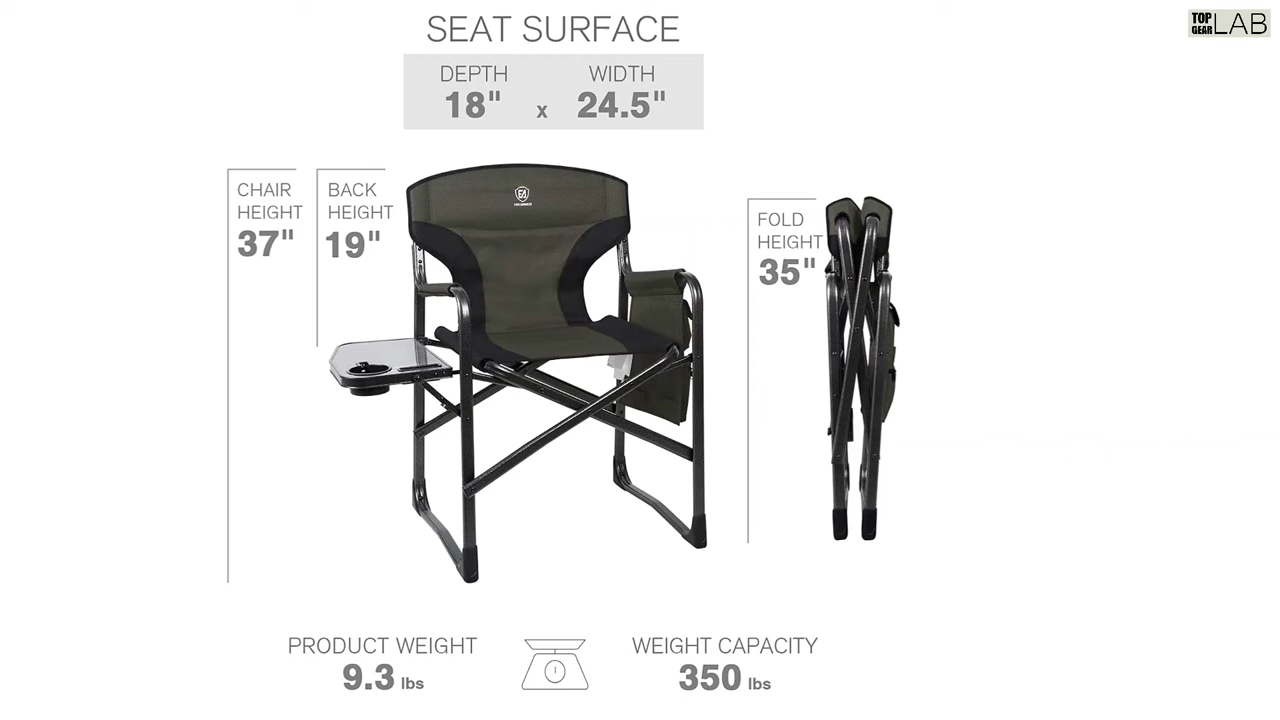 SEAT SURFACE
DEPTH WIDTH
18" x 24.5"
TOP GEAR LAB
CHAIR HEIGHT
37"
BACK HEIGHT
19"
FOLD HEIGHT
35"
PRODUCT WEIGHT
9.3 lbs
WEIGHT CAPACITY
350 lbs